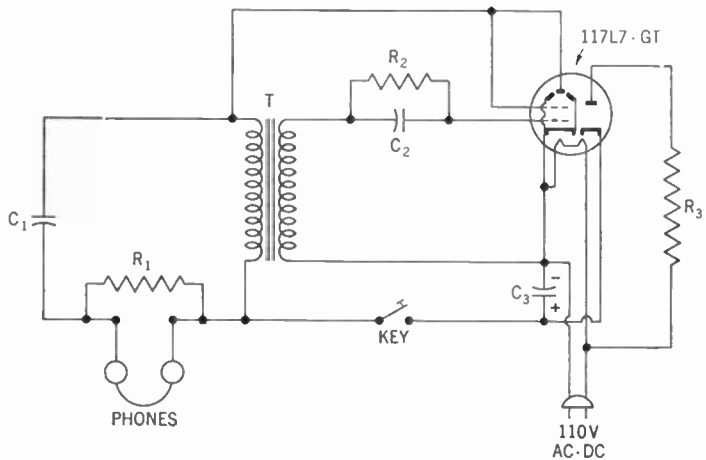 117L7-GT
R2
T
C2
C1
R3
R1
C3
−
+
KEY
PHONES
110V
AC-DC